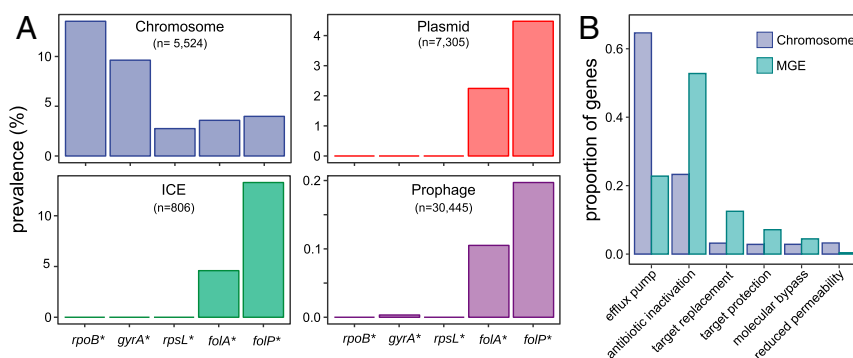 A
B
prevalence (%)
Chromosome
(n= 5,524)
10
5
0
Plasmid
(n=7,305)
4
3
2
1
0
ICE
(n=806)
10
5
0
rpoB* gyrA* rpsL* folA* folP*
Prophage
(n=30,445)
0.2
0.1
0.0
rpoB* gyrA* rpsL* folA* folP*
proportion of genes
0.6
0.4
0.2
0.0
Chromosome
MGE
efflux pump
antibiotic inactivation
target replacement
target protection
molecular bypass
reduced permeability